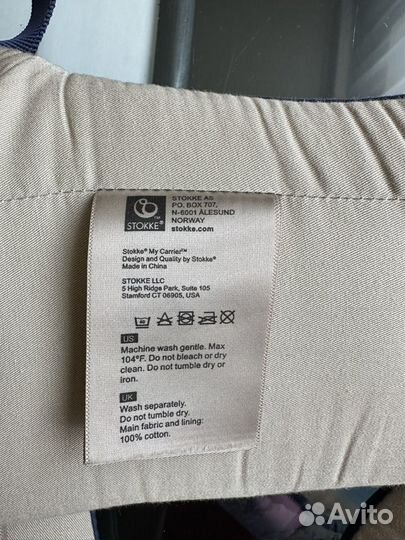 STOKKE AS
P.O. BOX 707,
N-6001 ÅLESUND
NORWAY
stokke.com
STOKKE®
Stokke® My Carrier™
Design and Quality by Stokke®
Made in China
STOKKE LLC
5 High Ridge Park, Suite 105
Stamford CT 06905, USA
US
Machine wash gentle. Max
104°F. Do not bleach or dry
clean. Do not tumble dry or
iron.
UK
Wash separately.
Do not tumble dry.
Main fabric and lining:
100% cotton.
Avito